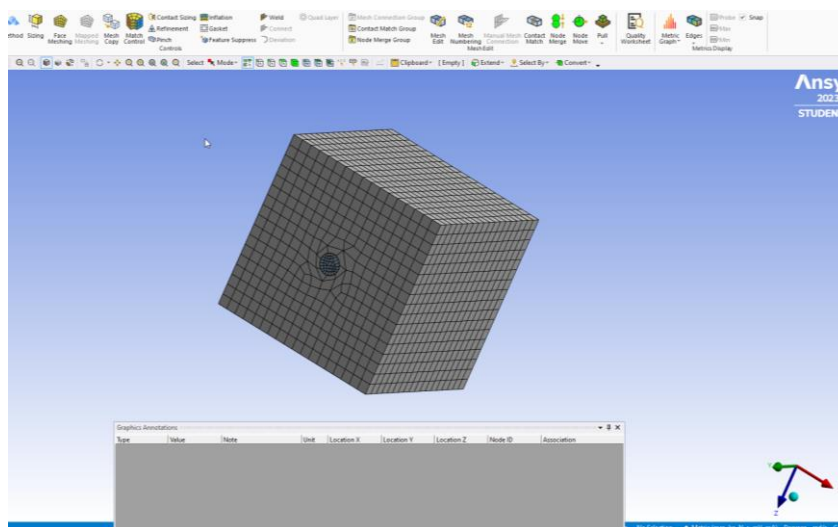 Contact Sizing Inflation Weld Quad Layer Mesh Connection Group Probe Snap
ethod Sizing Face Meshing Mapped Meshing Mesh Copy Match Control Refinement Gasket Connect Contact Match Group Mesh Edit Mesh Numbering Manual Mesh Connection Contact Match Node Merge Node Move Pull Quality Worksheet Metric Graph Edges Max
Pinch Feature Suppress Deviation Node Merge Group Min
Controls MeshEdit Metrics Display
Select Mode Clipboard [Empty] Extend Select By Convert
Ansy
2023
STUDEN
Graphics Annotations
Type Value Note Unit Location X Location Y Location Z Node ID Association
Y
Z